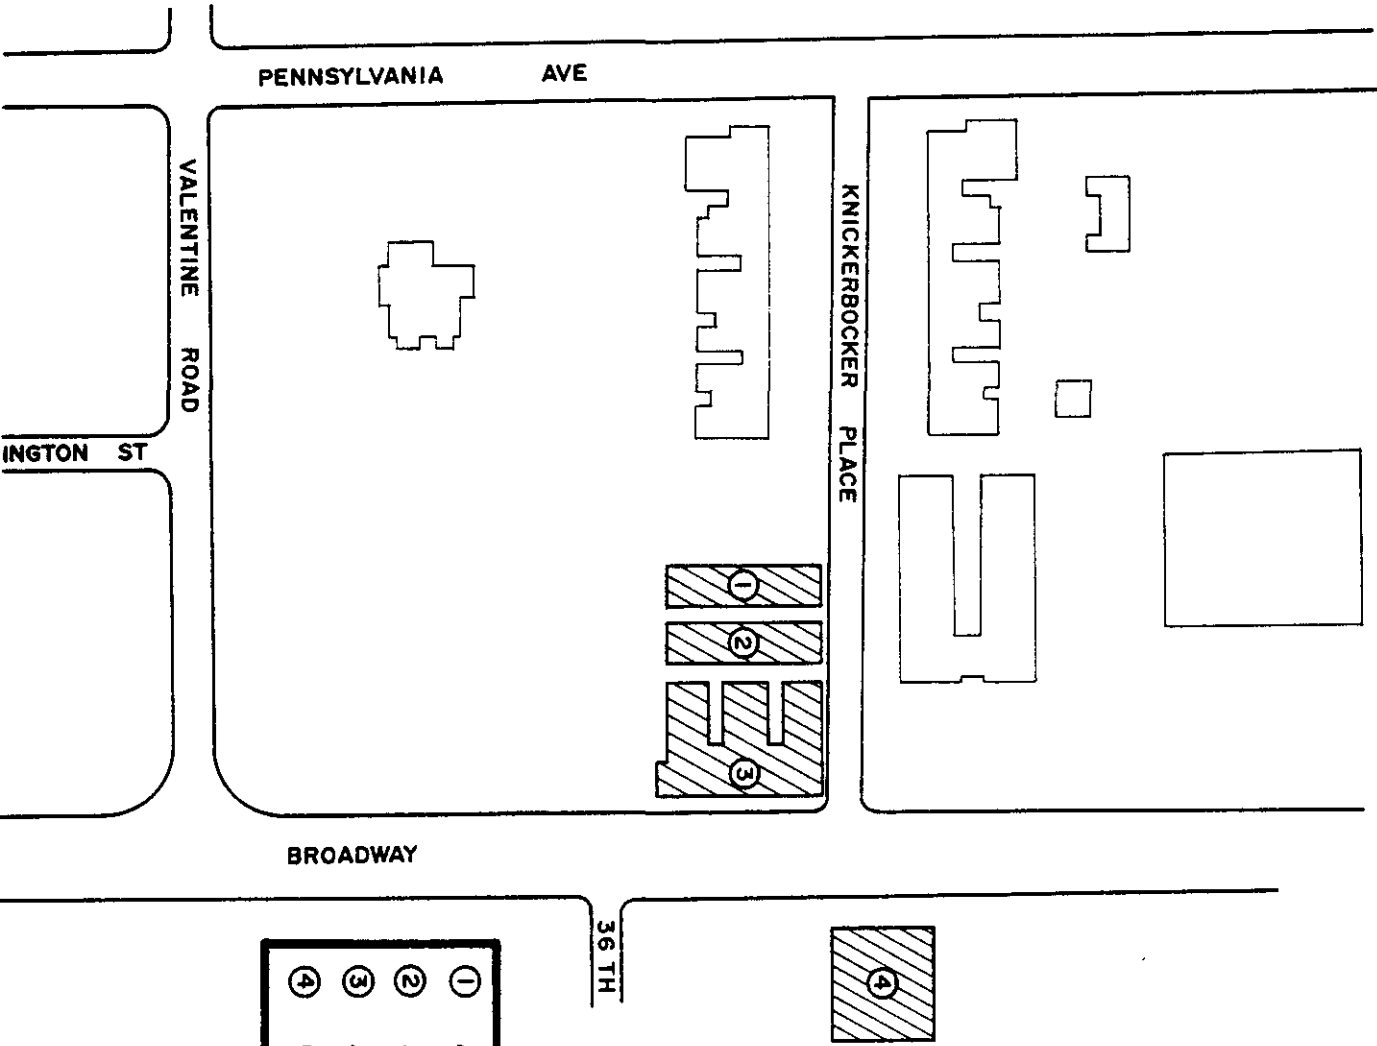 PENNSYLVANIA AVE
VALENTINE ROAD
KNICKERBOCKER PLACE
INGTON ST
1
2
3
BROADWAY
36 TH
4
1
2
3
4